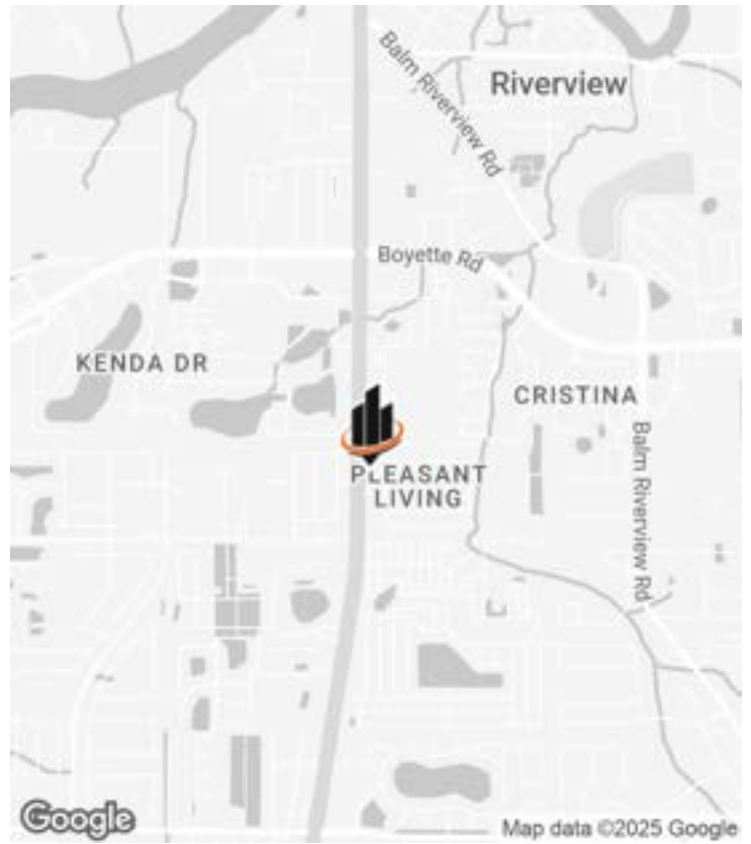 Balm Riverview Rd
Riverview
Boyette Rd
KENDA DR
CRISTINA
PLEASANT
LIVING
Balm Riverview Rd
Google
Map data ©2025 Google